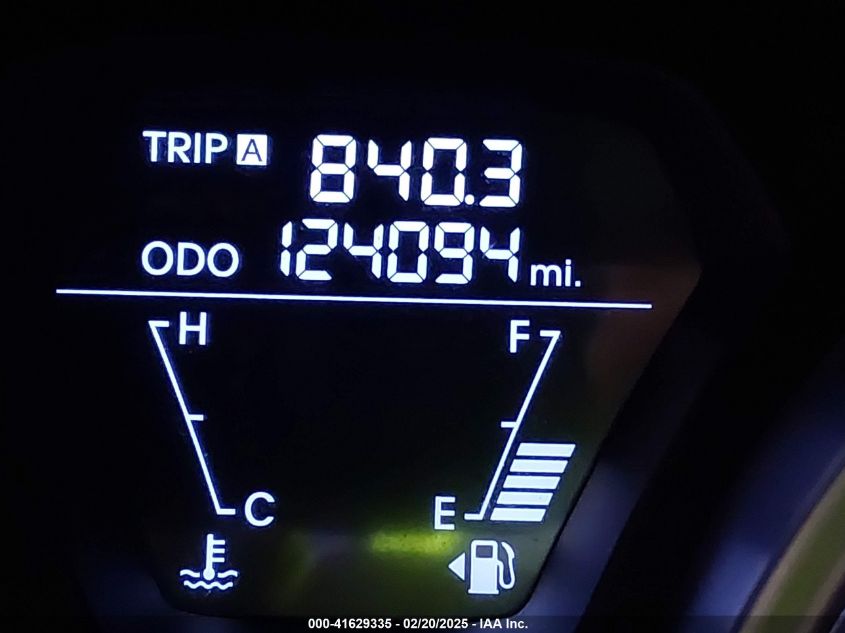 TRIP A 840.3
ODO 124094 mi.
H F
C E
000-41629335 - 02/20/2025 - IAA Inc.